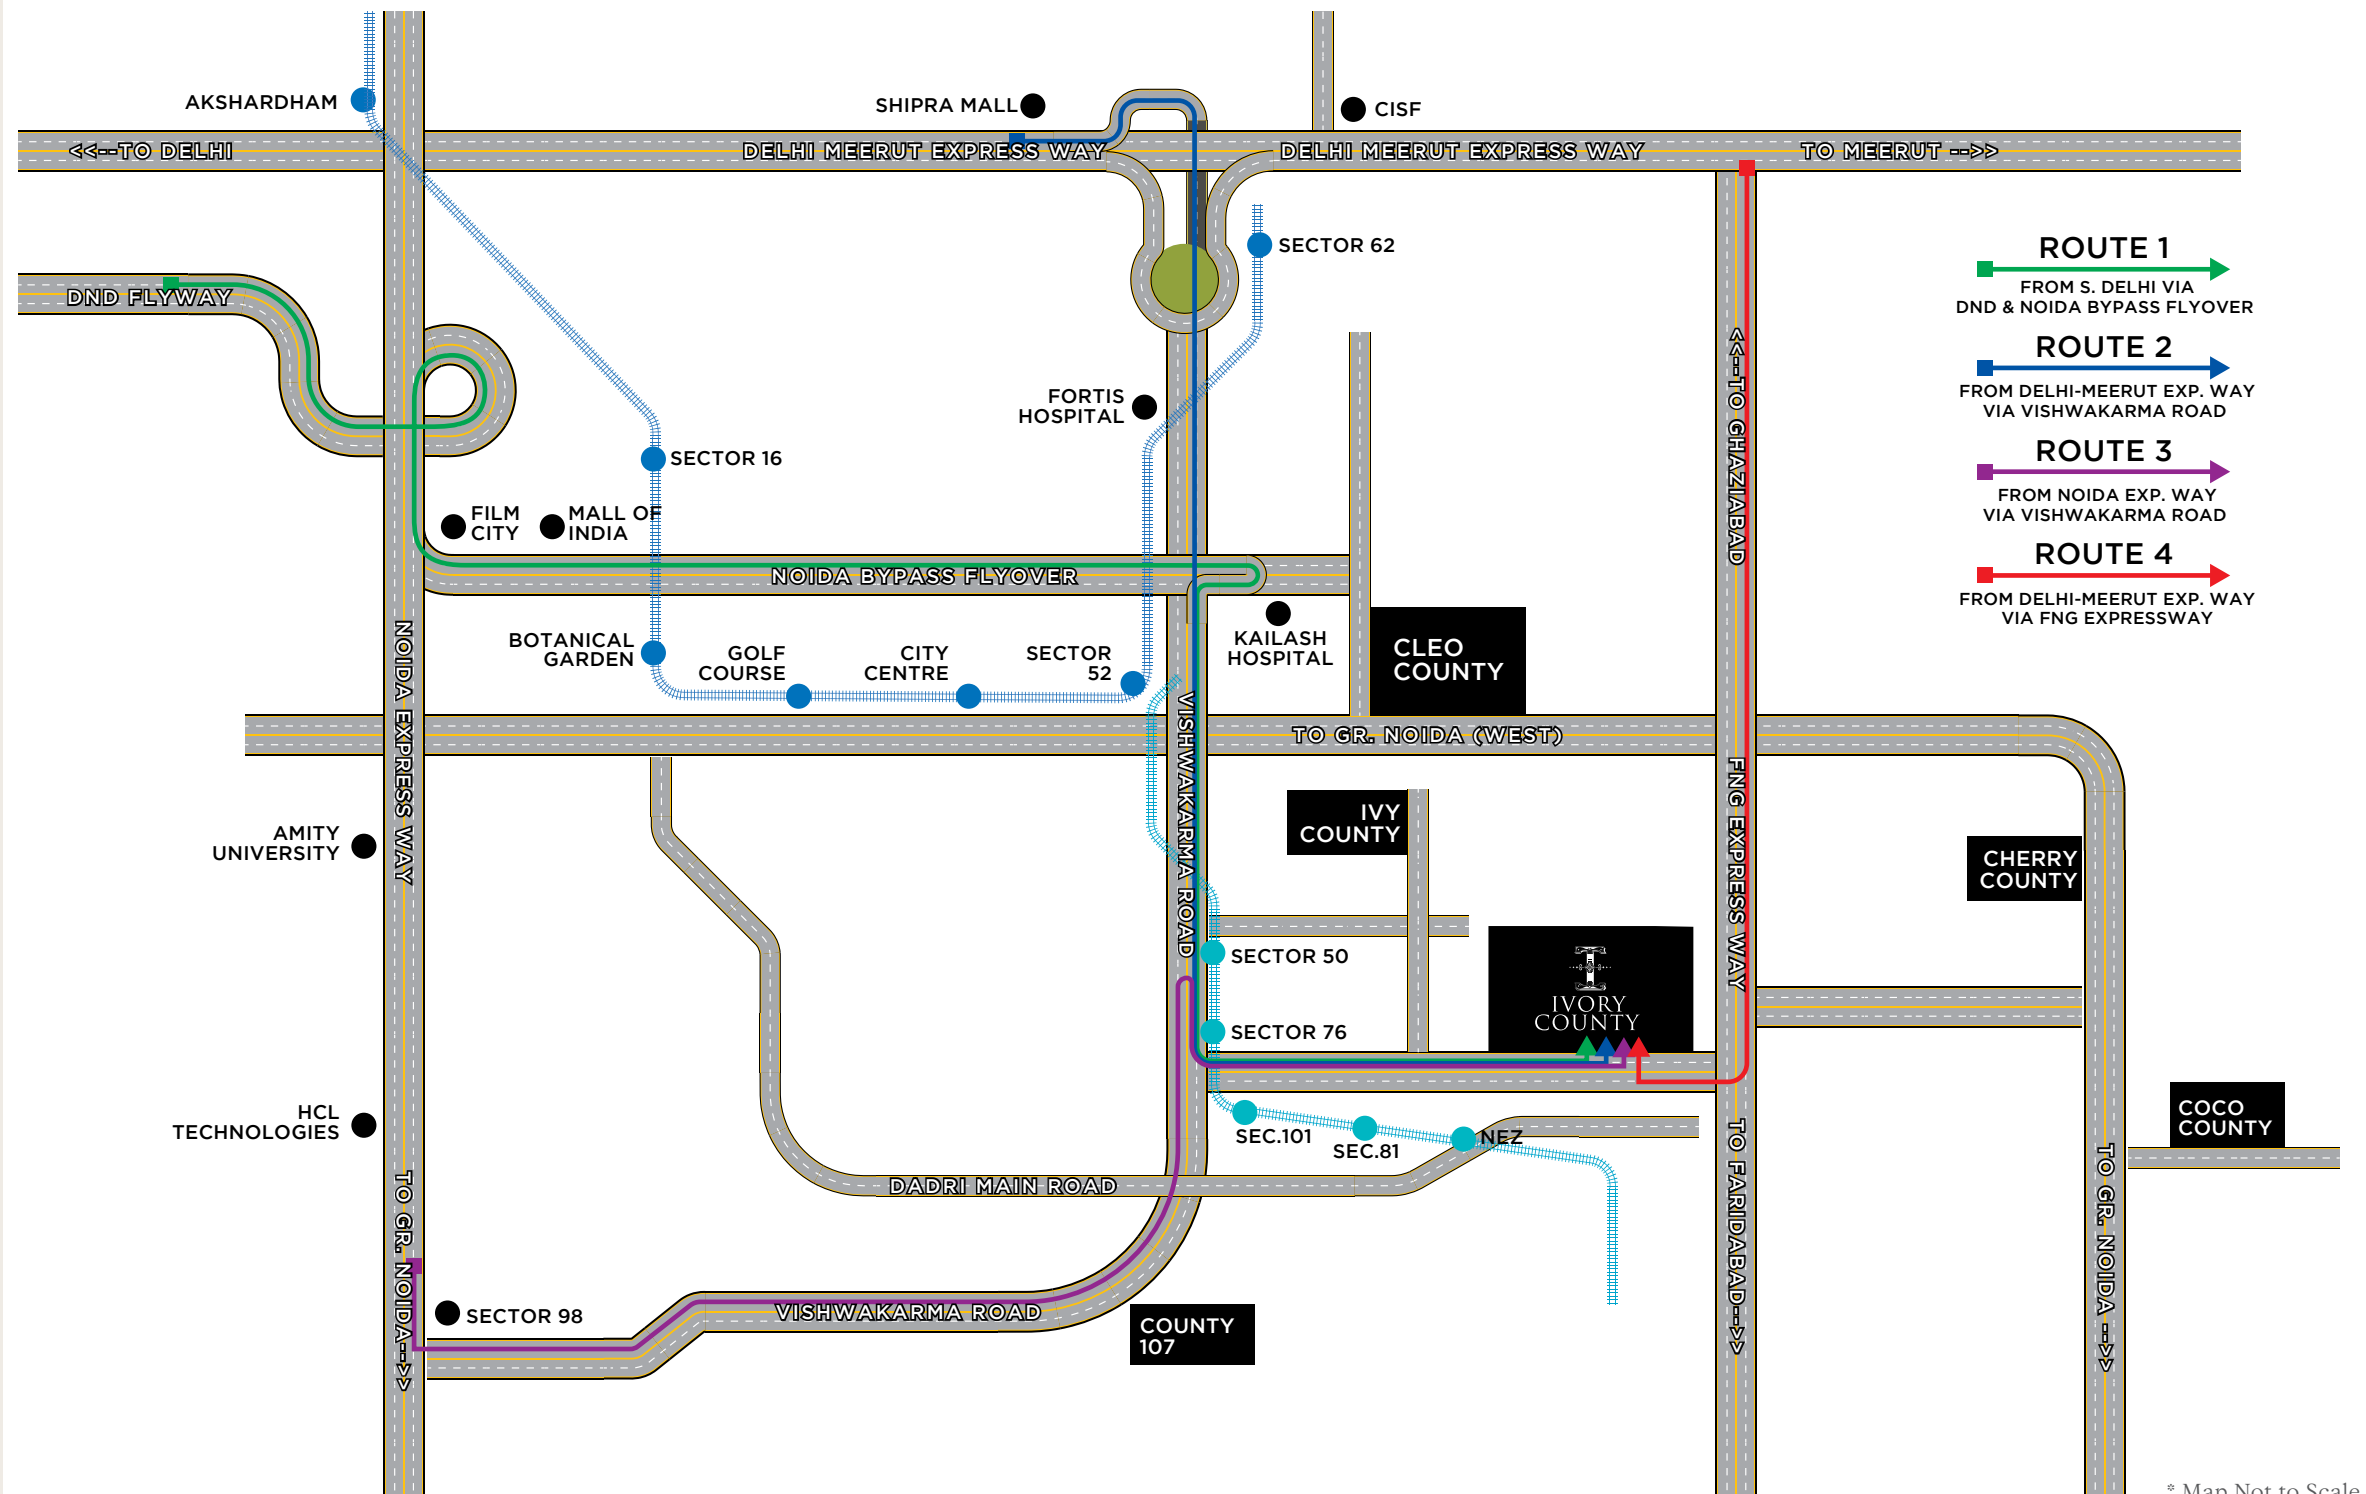 AKSHARDHAM
SHIPRA MALL
CISF
<<--TO DELHI
DELHI MEERUT EXPRESS WAY
DELHI MEERUT EXPRESS WAY
TO MEERUT -->>
SECTOR 62
ROUTE 1
FROM S. DELHI VIA
DND & NOIDA BYPASS FLYOVER
DND FLYWAY
ROUTE 2
FROM DELHI-MEERUT EXP. WAY
VIA VISHWAKARMA ROAD
<<--TO GHAZIABAD
FORTIS
HOSPITAL
ROUTE 3
FROM NOIDA EXP. WAY
VIA VISHWAKARMA ROAD
SECTOR 16
FILM
CITY
MALL OF
INDIA
ROUTE 4
FROM DELHI-MEERUT EXP. WAY
VIA FNG EXPRESSWAY
NOIDA BYPASS FLYOVER
NOIDA EXPRESS WAY
BOTANICAL
GARDEN
GOLF
COURSE
CITY
CENTRE
SECTOR
52
KAILASH
HOSPITAL
CLEO
COUNTY
VISHWAKARMA ROAD
TO GR. NOIDA (WEST)
FNG EXPRESS WAY
IVY
COUNTY
AMITY
UNIVERSITY
CHERRY
COUNTY
SECTOR 50
I
IVORY
COUNTY
SECTOR 76
HCL
TECHNOLOGIES
SEC.101
SEC.81
NEZ
COCO
COUNTY
TO GR. NOIDA-->>
DADRI MAIN ROAD
TO FARIDABAD-->>
TO GR. NOIDA -->>
SECTOR 98
VISHWAKARMA ROAD
COUNTY
107
* Map Not to Scale